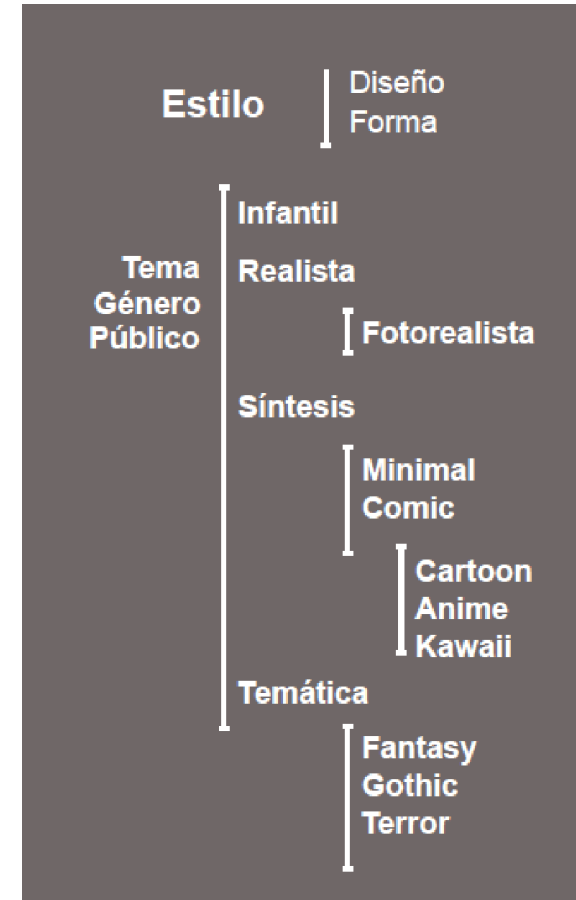 Estilo
Diseño
Forma
Tema
Género
Público
Infantil
Realista
Fotorealista
Síntesis
Minimal
Comic
Cartoon
Anime
Kawaii
Temática
Fantasy
Gothic
Terror